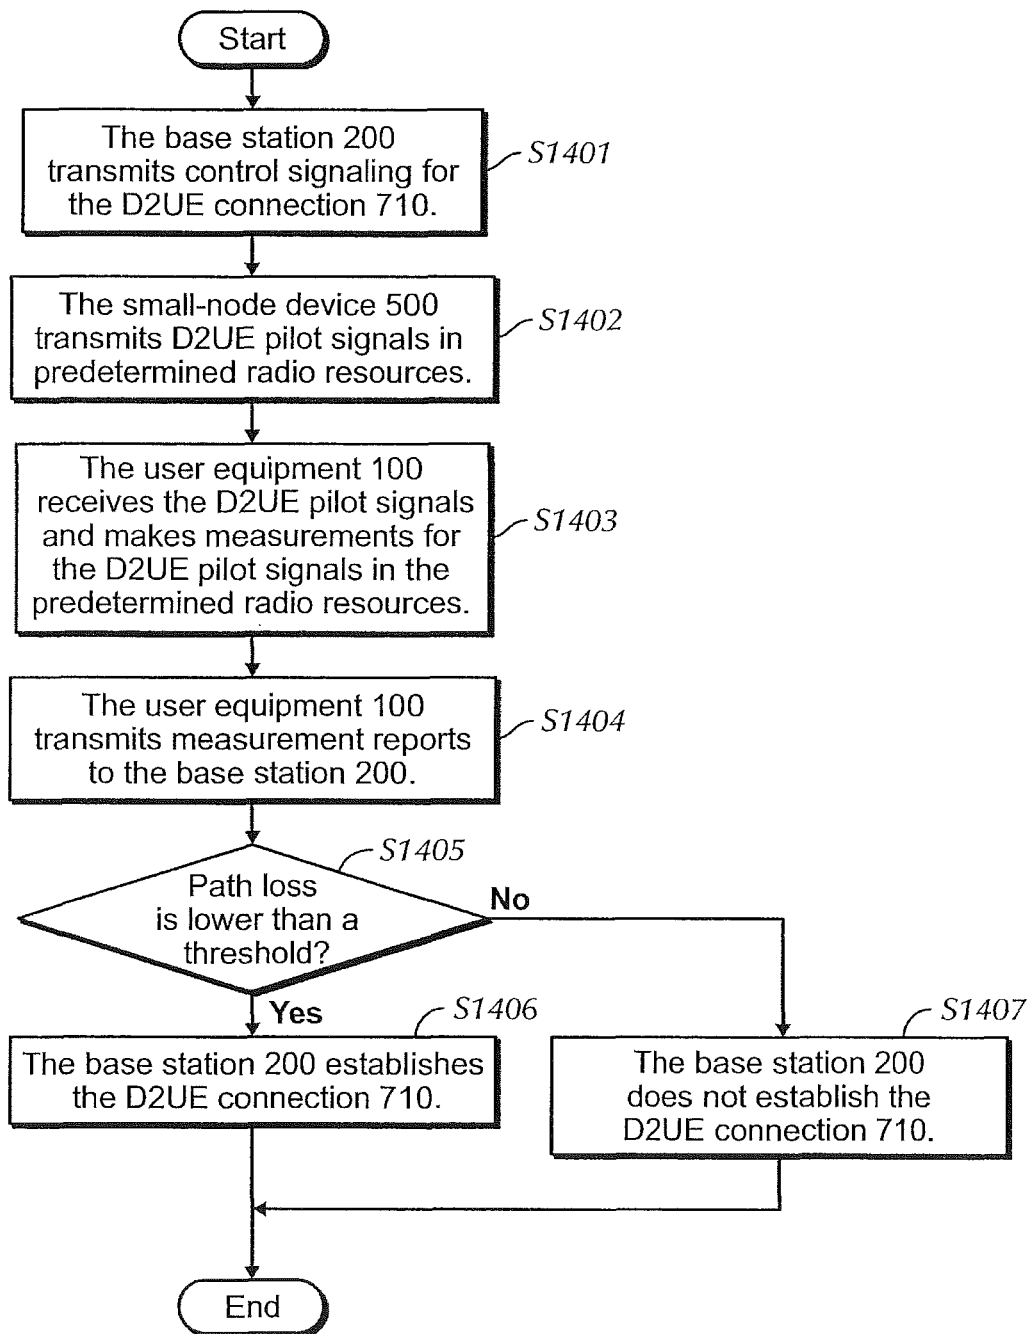 Start
The base station 200
transmits control signaling for
the D2UE connection 710.
S1401
The small-node device 500
transmits D2UE pilot signals in
predetermined radio resources.
S1402
The user equipment 100
receives the D2UE pilot signals
and makes measurements for
the D2UE pilot signals in the
predetermined radio resources.
S1403
The user equipment 100
transmits measurement reports
to the base station 200.
S1404
S1405
Path loss
is lower than a
threshold?
No
Yes
S1406
The base station 200 establishes
the D2UE connection 710.
S1407
The base station 200
does not establish the
D2UE connection 710.
End